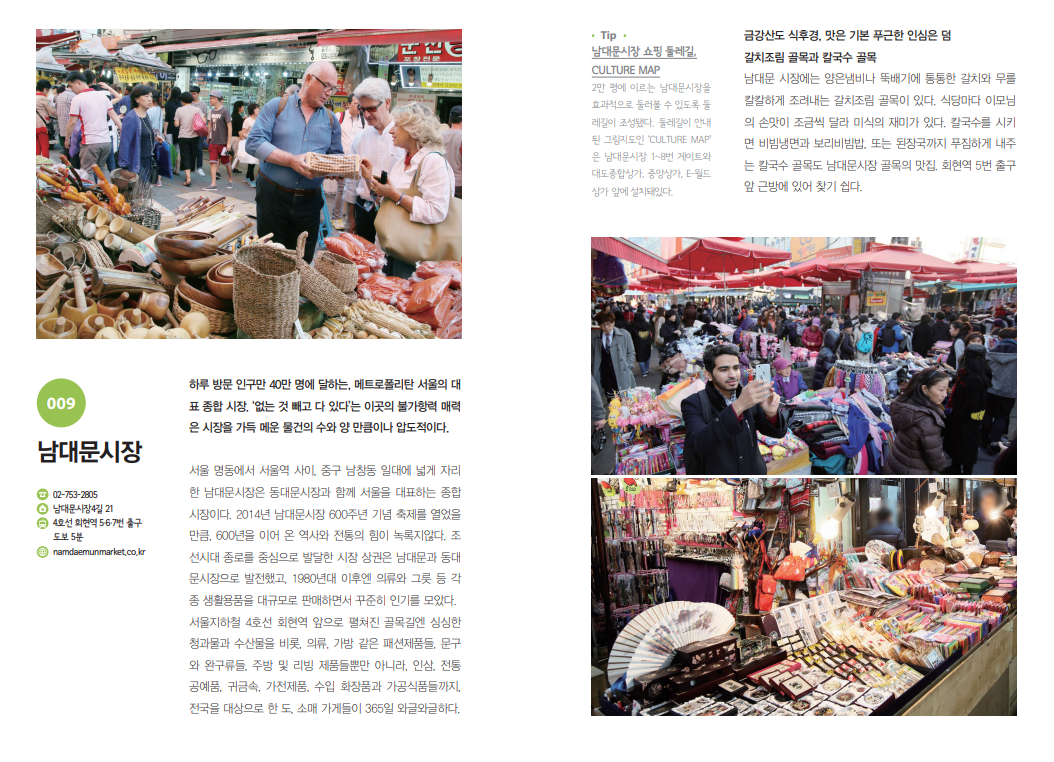 009
남대문시장
02-753-2805
남대문시장4길 21
4호선 회현역 5·6·7번 출구
도보 5분
namdaemunmarket.co.kr
하루 방문 인구만 40만 명에 달하는, 메트로폴리탄 서울의 대
표 종합 시장. ‘없는 것 빼고 다 있다’는 이곳의 불가항력 매력
은 시장을 가득 메운 물건의 수와 양 만큼이나 압도적이다.
서울 명동에서 서울역 사이, 중구 남창동 일대에 넓게 자리
한 남대문시장은 동대문시장과 함께 서울을 대표하는 종합
시장이다. 2014년 남대문시장 600주년 기념 축제를 열었을
만큼, 600년을 이어 온 역사와 전통의 힘이 녹록지않다. 조
선시대 종로를 중심으로 발달한 시장 상권은 남대문과 동대
문시장으로 발전했고, 1980년대 이후엔 의류와 그릇 등 각
종 생활용품을 대규모로 판매하면서 꾸준히 인기를 모았다.
서울지하철 4호선 회현역 앞으로 펼쳐진 골목길엔 싱싱한
청과물과 수산물을 비롯, 의류, 가방 같은 패션제품들, 문구
와 완구류들, 주방 및 리빙 제품들뿐만 아니라, 인삼, 전통
공예품, 귀금속, 가전제품, 수입 화장품과 가공식품들까지,
전국을 대상으로 한 도, 소매 가게들이 365일 와글와글하다.
• Tip •
남대문시장 쇼핑 둘레길,
CULTURE MAP
2만 평에 이르는 남대문시장을
효과적으로 둘러볼 수 있도록 둘
레길이 조성됐다. 둘레길이 안내
된 그림지도인 ‘CULTURE MAP’
은 남대문시장 1~8번 게이트와
대도종합상가, 중앙상가, E-월드
상가 앞에 설치돼있다.
금강산도 식후경, 맛은 기본 푸근한 인심은 덤
갈치조림 골목과 칼국수 골목
남대문 시장에는 양은냄비나 뚝배기에 통통한 갈치와 무를
칼칼하게 조려내는 갈치조림 골목이 있다. 식당마다 이모님
의 손맛이 조금씩 달라 미식의 재미가 있다. 칼국수를 시키
면 비빔냉면과 보리비빔밥, 또는 된장국까지 푸짐하게 내주
는 칼국수 골목도 남대문시장 골목의 맛집. 회현역 5번 출구
앞 근방에 있어 찾기 쉽다.